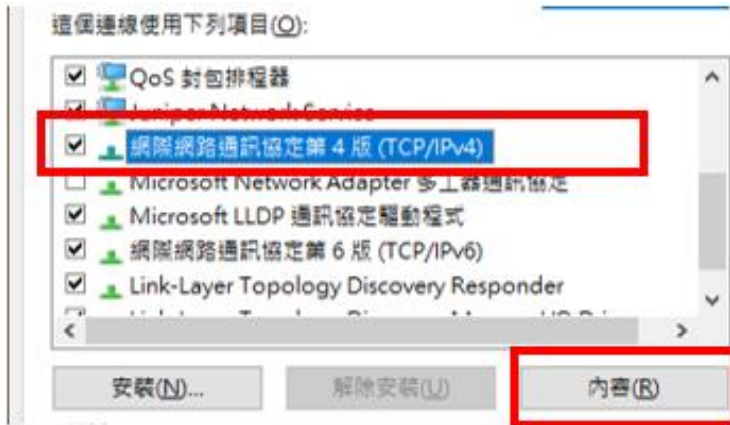 這個連線使用下列項目(O):
QoS 封包排程器
Juniper Network Service
網際網路通訊協定第 4 版 (TCP/IPv4)
Microsoft Network Adapter 多工器通訊協定
Microsoft LLDP 通訊協定驅動程式
網際網路通訊協定第 6 版 (TCP/IPv6)
Link-Layer Topology Discovery Responder
安裝(N)...
解除安裝(U)
內容(R)